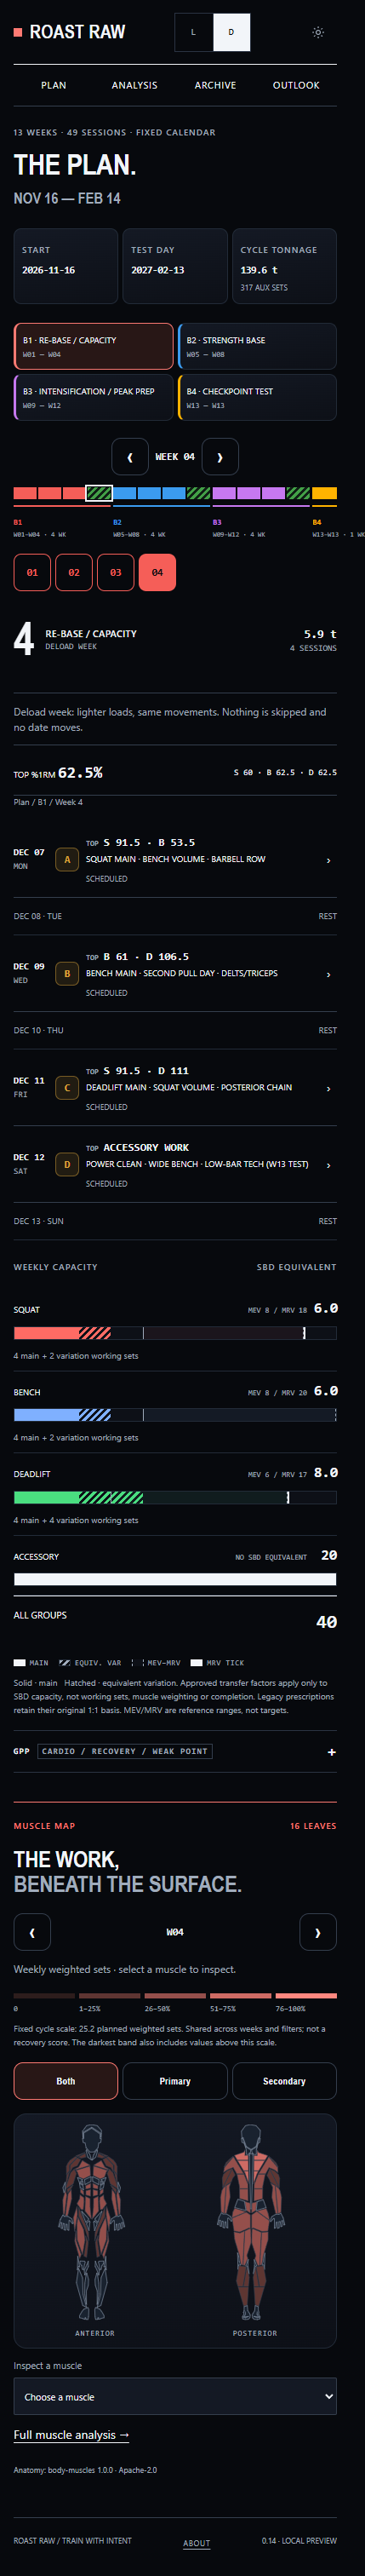 ROAST RAW
L
D
PLAN
ANALYSIS
ARCHIVE
OUTLOOK
13 WEEKS · 49 SESSIONS · FIXED CALENDAR
THE PLAN.
NOV 16 — FEB 14
START
2026-11-16
TEST DAY
2027-02-13
CYCLE TONNAGE
139.6 t
317 AUX SETS
B1 · RE-BASE / CAPACITY
W01 — W04
B2 · STRENGTH BASE
W05 — W08
B3 · INTENSIFICATION / PEAK PREP
W09 — W12
B4 · CHECKPOINT TEST
W13 — W13
‹ WEEK 04 ›
B1
W01–W04 · 4 WK
B2
W05–W08 · 4 WK
B3
W09–W12 · 4 WK
B4
W13–W13 · 1 WK
01
02
03
04
4
RE-BASE / CAPACITY
DELOAD WEEK
5.9 t
4 SESSIONS
Deload week: lighter loads, same movements. Nothing is skipped and
no date moves.
TOP %1RM 62.5%
S 60 · B 62.5 · D 62.5
Plan / B1 / Week 4
DEC 07
MON
A
TOP S 91.5 · B 53.5
SQUAT MAIN · BENCH VOLUME · BARBELL ROW
SCHEDULED
›
DEC 08 · TUE
REST
DEC 09
WED
B
TOP B 61 · D 106.5
BENCH MAIN · SECOND PULL DAY · DELTS/TRICEPS
SCHEDULED
›
DEC 10 · THU
REST
DEC 11
FRI
C
TOP S 91.5 · D 111
DEADLIFT MAIN · SQUAT VOLUME · POSTERIOR CHAIN
SCHEDULED
›
DEC 12
SAT
D
TOP ACCESSORY WORK
POWER CLEAN · WIDE BENCH · LOW-BAR TECH (W13 TEST)
SCHEDULED
›
DEC 13 · SUN
REST
WEEKLY CAPACITY
SBD EQUIVALENT
SQUAT
MEV 8 / MRV 18 6.0
4 main + 2 variation working sets
BENCH
MEV 8 / MRV 20 6.0
4 main + 2 variation working sets
DEADLIFT
MEV 6 / MRV 17 8.0
4 main + 4 variation working sets
ACCESSORY
NO SBD EQUIVALENT 20
ALL GROUPS
40
MAIN
EQUIV. VAR
MEV–MRV
MRV TICK
Solid · main Hatched · equivalent variation. Approved transfer factors apply only to
SBD capacity, not working sets, muscle weighting or completion. Legacy prescriptions
retain their original 1:1 basis. MEV/MRV are reference ranges, not targets.
GPP CARDIO / RECOVERY / WEAK POINT +
MUSCLE MAP
16 LEAVES
THE WORK,
BENEATH THE SURFACE.
‹ W04 ›
Weekly weighted sets · select a muscle to inspect.
0
1–25%
26–50%
51–75%
76–100%
Fixed cycle scale: 25.2 planned weighted sets. Shared across weeks and filters; not a
recovery score. The darkest band also includes values above this scale.
Both
Primary
Secondary
ANTERIOR
POSTERIOR
Inspect a muscle
Choose a muscle
Full muscle analysis →
Anatomy: body-muscles 1.0.0 · Apache-2.0
ROAST RAW / TRAIN WITH INTENT
ABOUT
0.14 · LOCAL PREVIEW